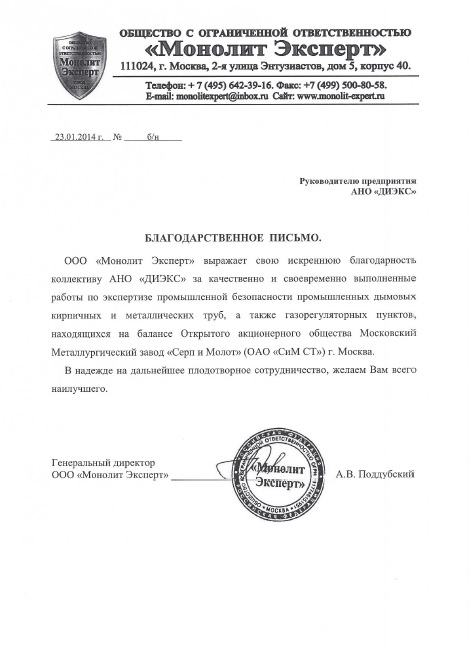 ОБЩЕСТВО С ОГРАНИЧЕННОЙ ОТВЕТСТВЕННОСТЬЮ
«Монолит Эксперт»
111024, г. Москва, 2-я улица Энтузиастов, дом 5, корпус 40.
Телефон: + 7 (495) 642-39-16. Факс: +7 (499) 500-80-58.
E-mail: monolitexpert@inbox.ru Сайт: www.monolit-expert.ru
ОБЩЕСТВО
С ОГРАНИЧЕННОЙ
ОТВЕТСТВЕННОСТЬЮ
Монолит
Эксперт
МОСКВА
23.01.2014 г. № б/н
Руководителю предприятия
АНО «ДИЭКС»
БЛАГОДАРСТВЕННОЕ ПИСЬМО.
ООО «Монолит Эксперт» выражает свою искреннюю благодарность
коллективу АНО «ДИЭКС» за качественно и своевременно выполненные
работы по экспертизе промышленной безопасности промышленных дымовых
кирпичных и металлических труб, а также газорегуляторных пунктов,
находящихся на балансе Открытого акционерного общества Московский
Металлургический завод «Серп и Молот» (ОАО «СиМ СТ») г. Москва.
В надежде на дальнейшее плодотворное сотрудничество, желаем Вам всего
наилучшего.
Генеральный директор
ООО «Монолит Эксперт»
А.В. Поддубский
«Монолит
Эксперт»
МОСКВА